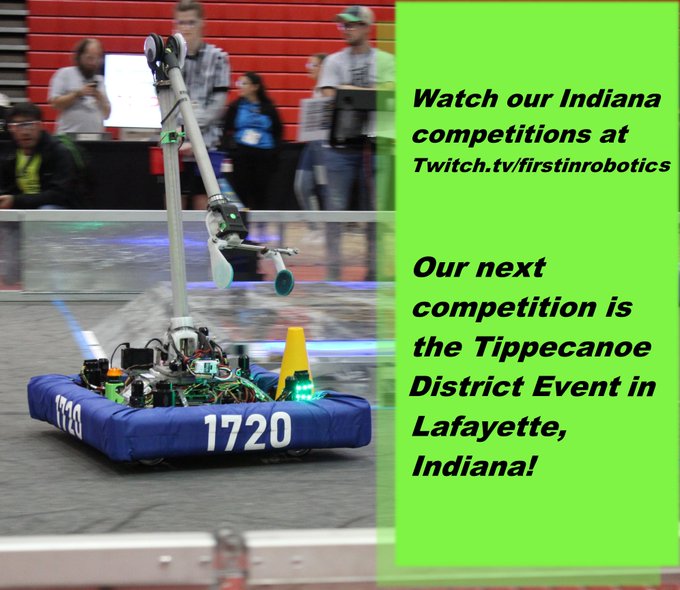 Watch our Indiana
competitions at
Twitch.tv/firstinrobotics
Our next
competition is
the Tippecanoe
District Event in
Lafayette,
Indiana!
1720
1720